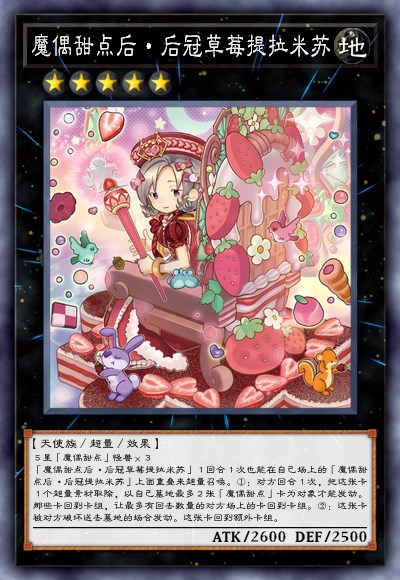 魔偶甜点后·后冠草莓提拉米苏
地
【天使族／超量／效果】
5星「魔偶甜点」怪兽×3
「魔偶甜点后·后冠草莓提拉米苏」1回合1次也能在自己场上的「魔偶甜
点后·后冠提拉米苏」上面重叠来超量召唤。①：对方回合1次，把这张卡
1个超量素材取除，以自己墓地最多2张「魔偶甜点」卡为对象才能发动。
那些卡回到卡组，让最多有回去数量的对方场上的卡回到卡组。②：这张卡
被对方破坏送去墓地的场合发动。这张卡回到额外卡组。
ATK/2600 DEF/2500